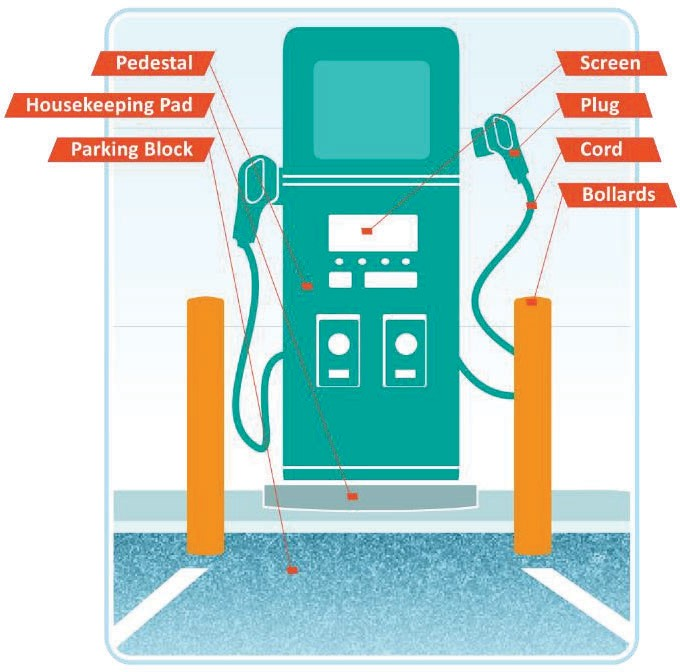 Pedestal
Housekeeping Pad
Parking Block
Screen
Plug
Cord
Bollards